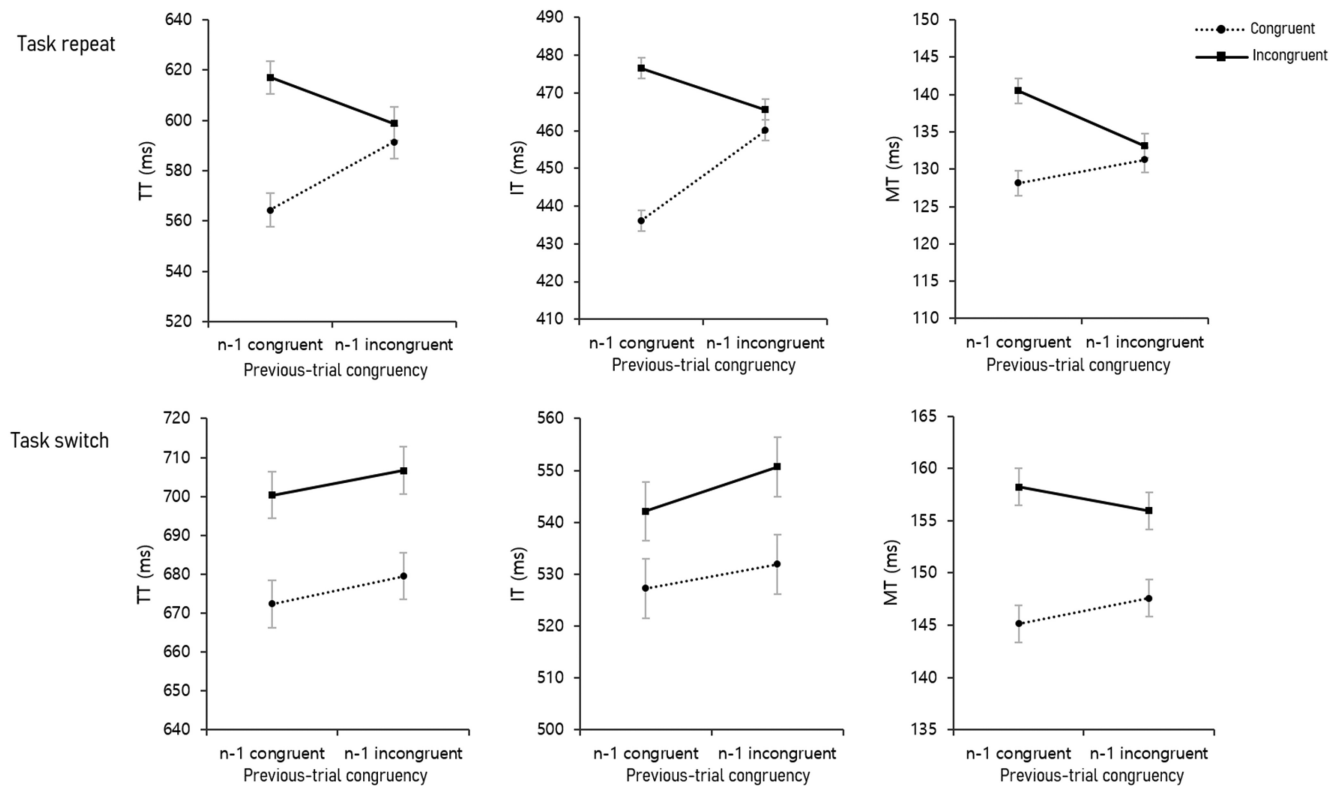 Task repeat
640
620
600
580
560
540
520
TT (ms)
n-1 congruent n-1 incongruent
Previous-trial congruency
490
480
470
460
450
440
430
420
410
IT (ms)
n-1 congruent n-1 incongruent
Previous-trial congruency
150
145
140
135
130
125
120
115
110
MT (ms)
n-1 congruent n-1 incongruent
Previous-trial congruency
Congruent
Incongruent
Task switch
720
710
700
690
680
670
660
650
640
TT (ms)
n-1 congruent n-1 incongruent
Previous-trial congruency
560
550
540
530
520
510
500
IT (ms)
n-1 congruent n-1 incongruent
Previous-trial congruency
165
160
155
150
145
140
135
MT (ms)
n-1 congruent n-1 incongruent
Previous-trial congruency